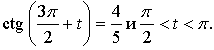 ctg(3π/2 + t) = 4/5 и π/2 < t < π.